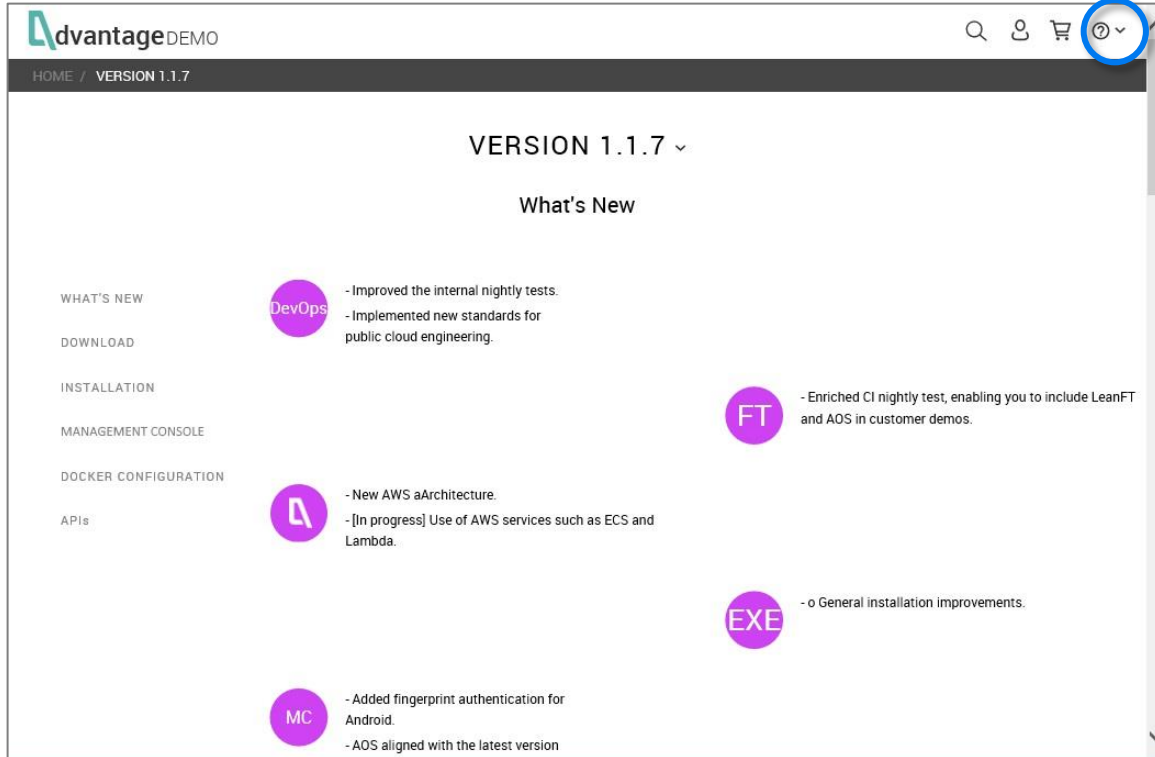 AdvantageDEMO
HOME / VERSION 1.1.7
VERSION 1.1.7
What's New
WHAT'S NEW
DOWNLOAD
INSTALLATION
MANAGEMENT CONSOLE
DOCKER CONFIGURATION
APIs
DevOps
- Improved the internal nightly tests.
- Implemented new standards for
public cloud engineering.
FT
- Enriched CI nightly test, enabling you to include LeanFT
and AOS in customer demos.
- New AWS aArchitecture.
- [In progress] Use of AWS services such as ECS and
Lambda.
EXE
- o General installation improvements.
MC
- Added fingerprint authentication for
Android.
- AOS aligned with the latest version